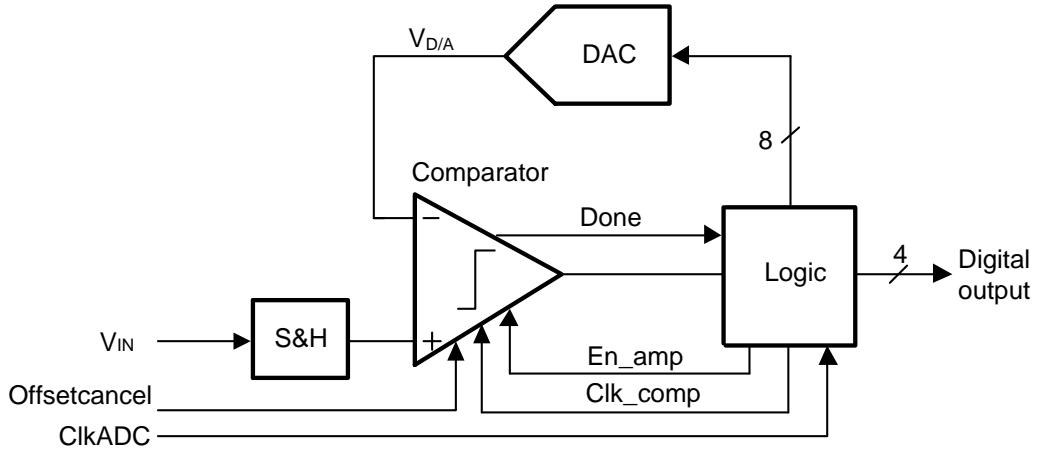 V_D/A
DAC
8
Comparator
−
Done
4
Logic
Digital
output
S&H
+
V_IN
En_amp
Offsetcancel
Clk_comp
ClkADC